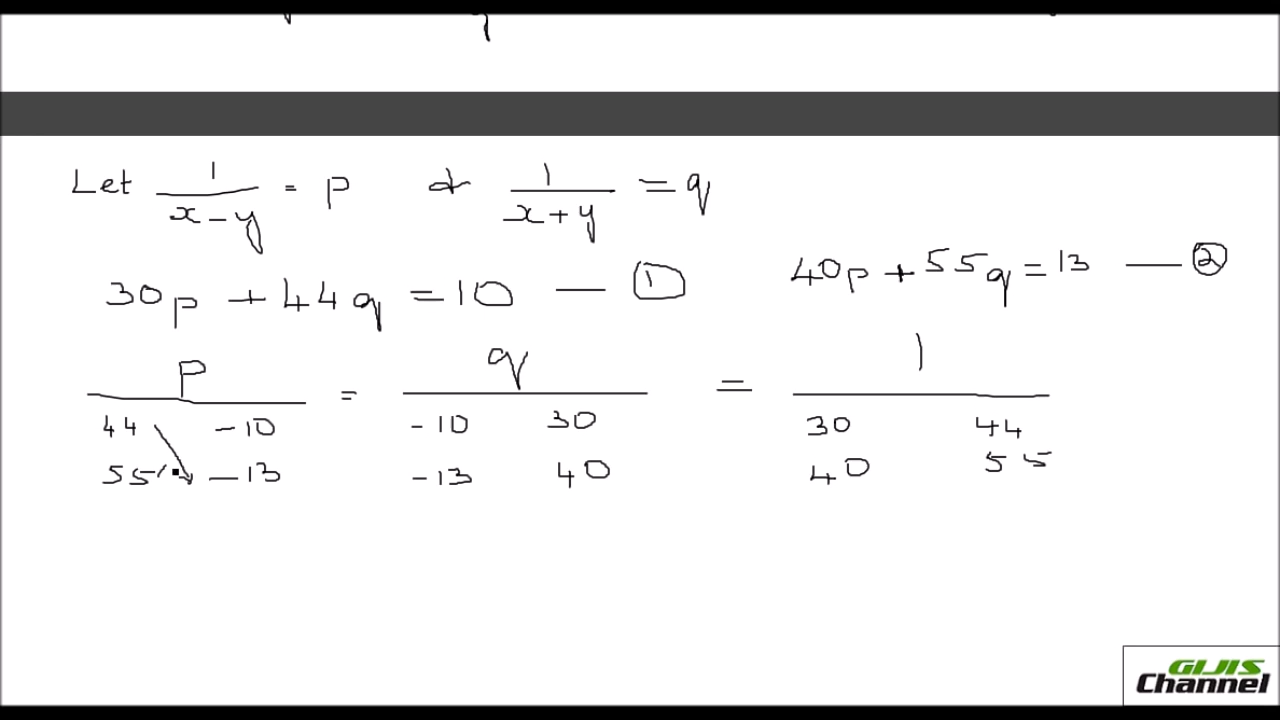 Let 1/(x-y) = p & 1/(x+y) = q
30p + 44q = 10 — ①
40p + 55q = 13 — ②
p/ = q/ = 1/
44 -10 -10 30 30 44
55 -13 -13 40 40 55
GIJIS
Channel